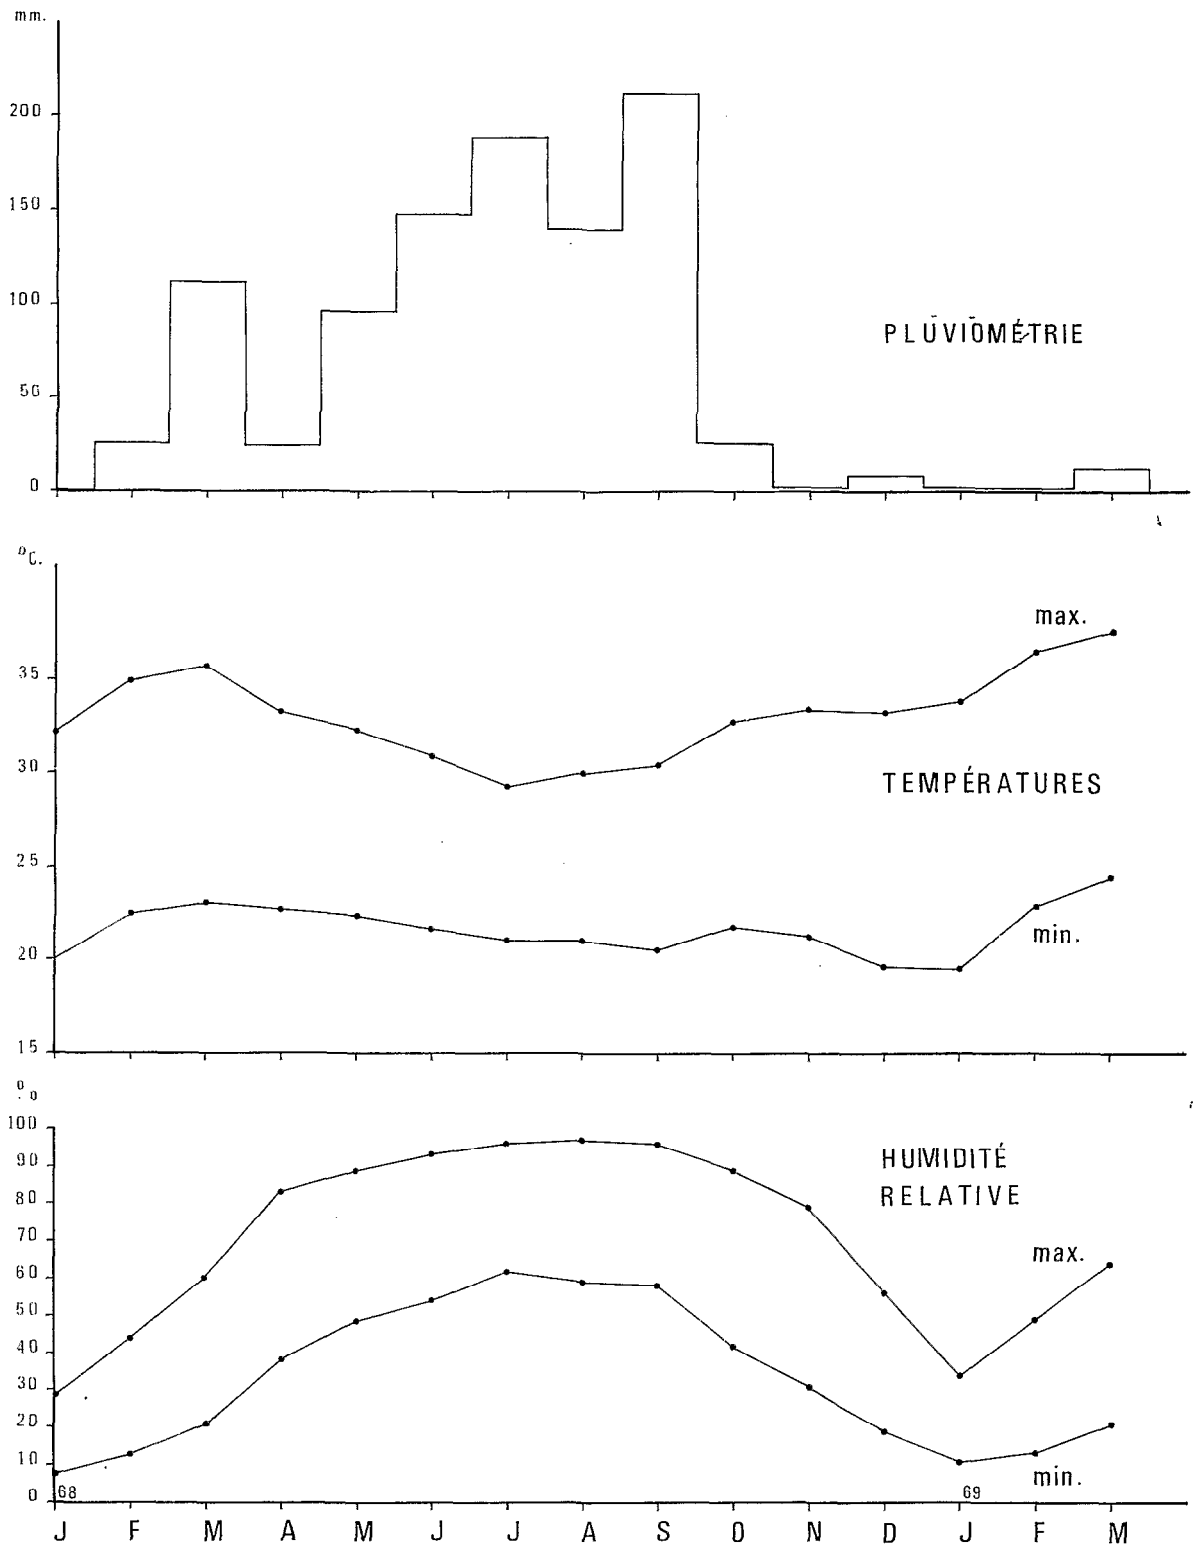 mm.
200
150
100
50
0
PLUVIOMÉTRIE
°C.
35
30
25
20
15
max.
TEMPÉRATURES
min.
%
100
90
80
70
60
50
40
30
20
10
0
HUMIDITÉ
RELATIVE
max.
min.
68
69
J F M A M J J A S O N D J F M